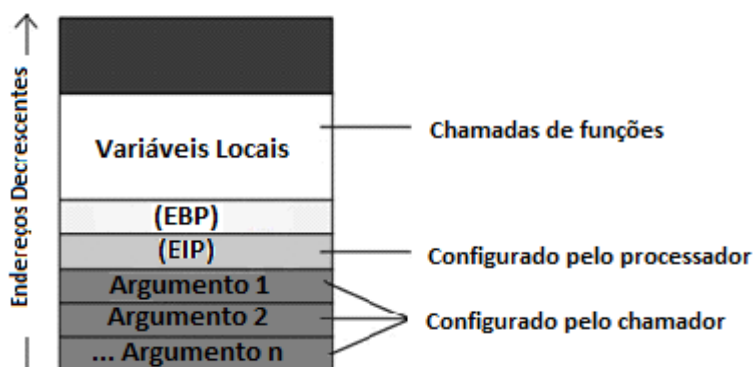 Endereços Decrescentes
Variáveis Locais
Chamadas de funções
(EBP)
(EIP)
Configurado pelo processador
Argumento 1
Argumento 2
Configurado pelo chamador
... Argumento n